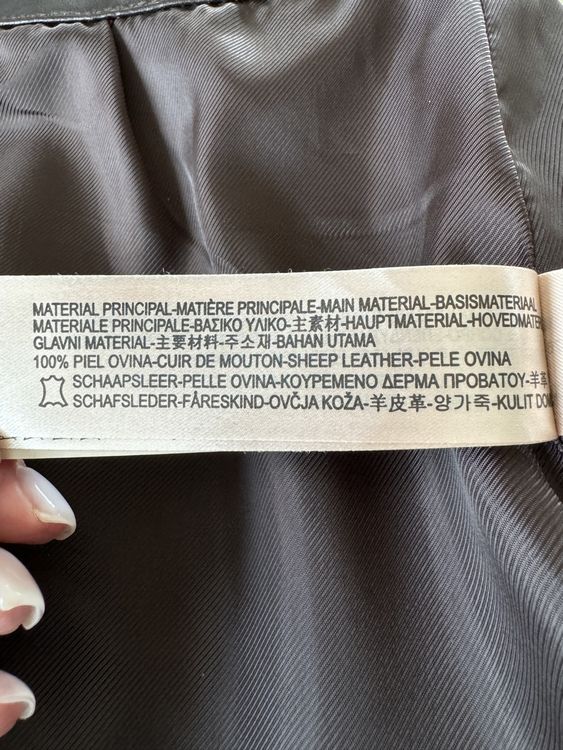 MATERIAL PRINCIPAL-MATIÈRE PRINCIPALE-MAIN MATERIAL-BASISMATERIAAL
MATERIALE PRINCIPALE-ΒΑΣΙΚΟ ΥΛΙΚΟ-主素材-HAUPTMATERIAL-HOVEDMATE
GLAVNI MATERIAL-主要材料-주소재-BAHAN UTAMA
100% PIEL OVINA-CUIR DE MOUTON-SHEEP LEATHER-PELE OVINA
SCHAAPSLEER-PELLE OVINA-ΚΟΥΡΕΜΕΝΟ ΔΕΡΜΑ ΠΡΟΒΑΤΟΥ-羊革
SCHAFSLEDER-FÅRESKIND-OVČJA KOŽA-羊皮革-양가죽-KULIT DOM